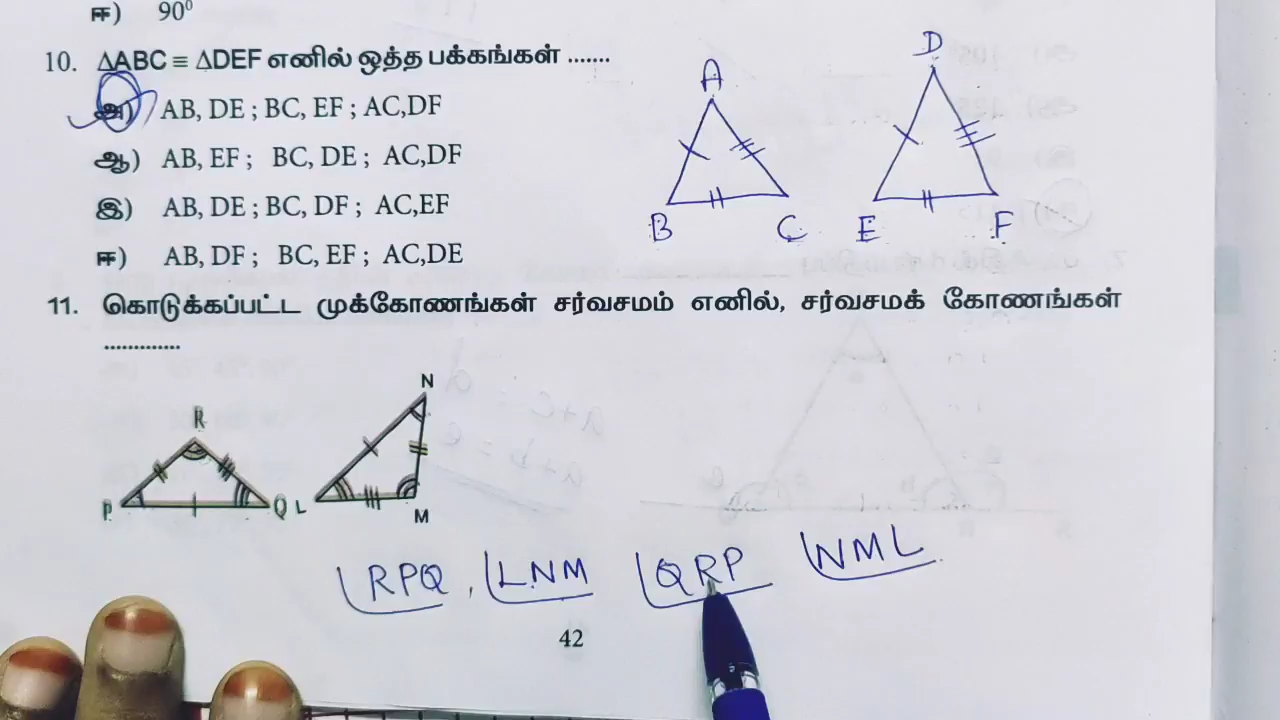 ஈ) 90⁰
10. ΔABC ≡ ΔDEF எனில் ஒத்த பக்கங்கள் .......
அ) AB, DE ; BC, EF ; AC,DF
ஆ) AB, EF ; BC, DE ; AC,DF
இ) AB, DE ; BC, DF ; AC,EF
ஈ) AB, DF ; BC, EF ; AC,DE
A
B C
D
E F
11. கொடுக்கப்பட்ட முக்கோணங்கள் சர்வசமம் எனில், சர்வசமக் கோணங்கள்
.............
R
P Q
N
L M
∠RPQ , ∠LNM ∠QRP ∠NML
42